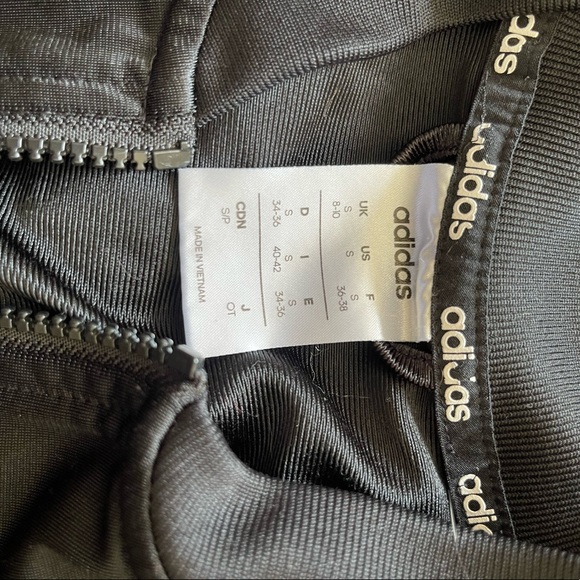 adidas
UK US F
S S
8-10 36-38
D I E
S S S
34-36 40-42 34-36
CDN J
S/P OT
MADE IN VIETNAM
adidas
adidas
adidas
adid